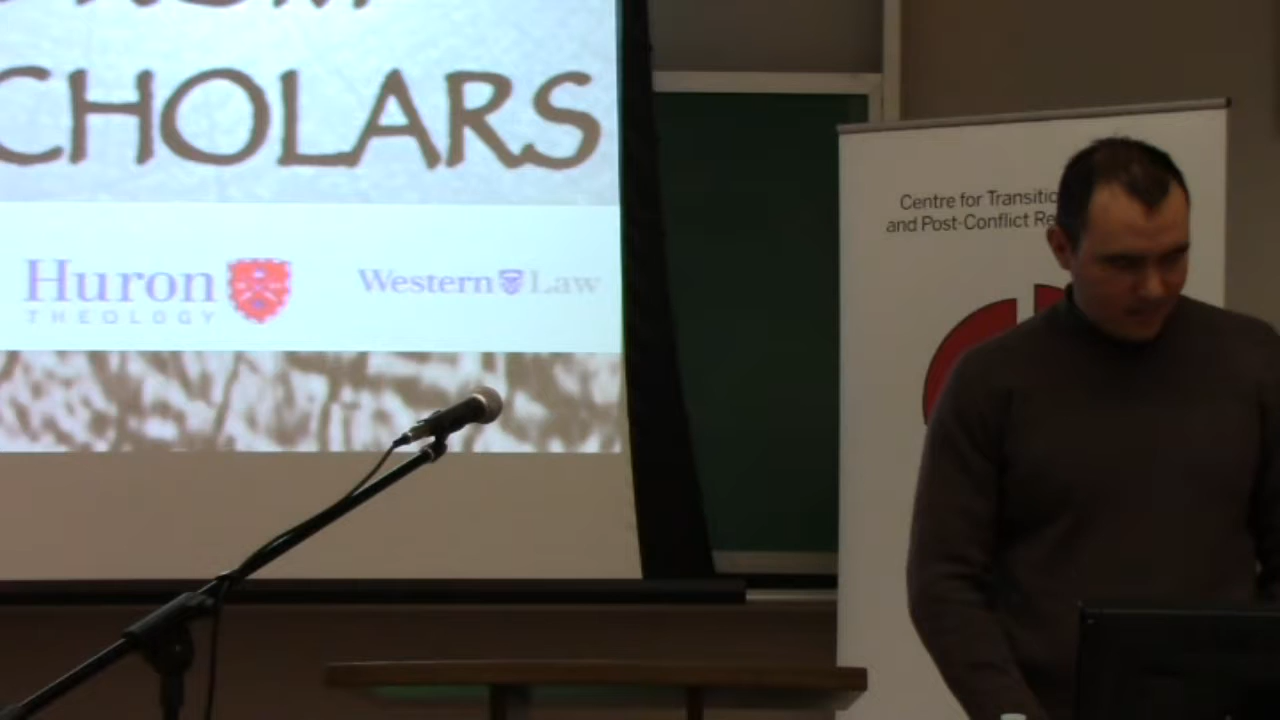 CHOLARS
Huron
THEOLOGY
Western Law
Centre for Transitio
and Post-Conflict Re